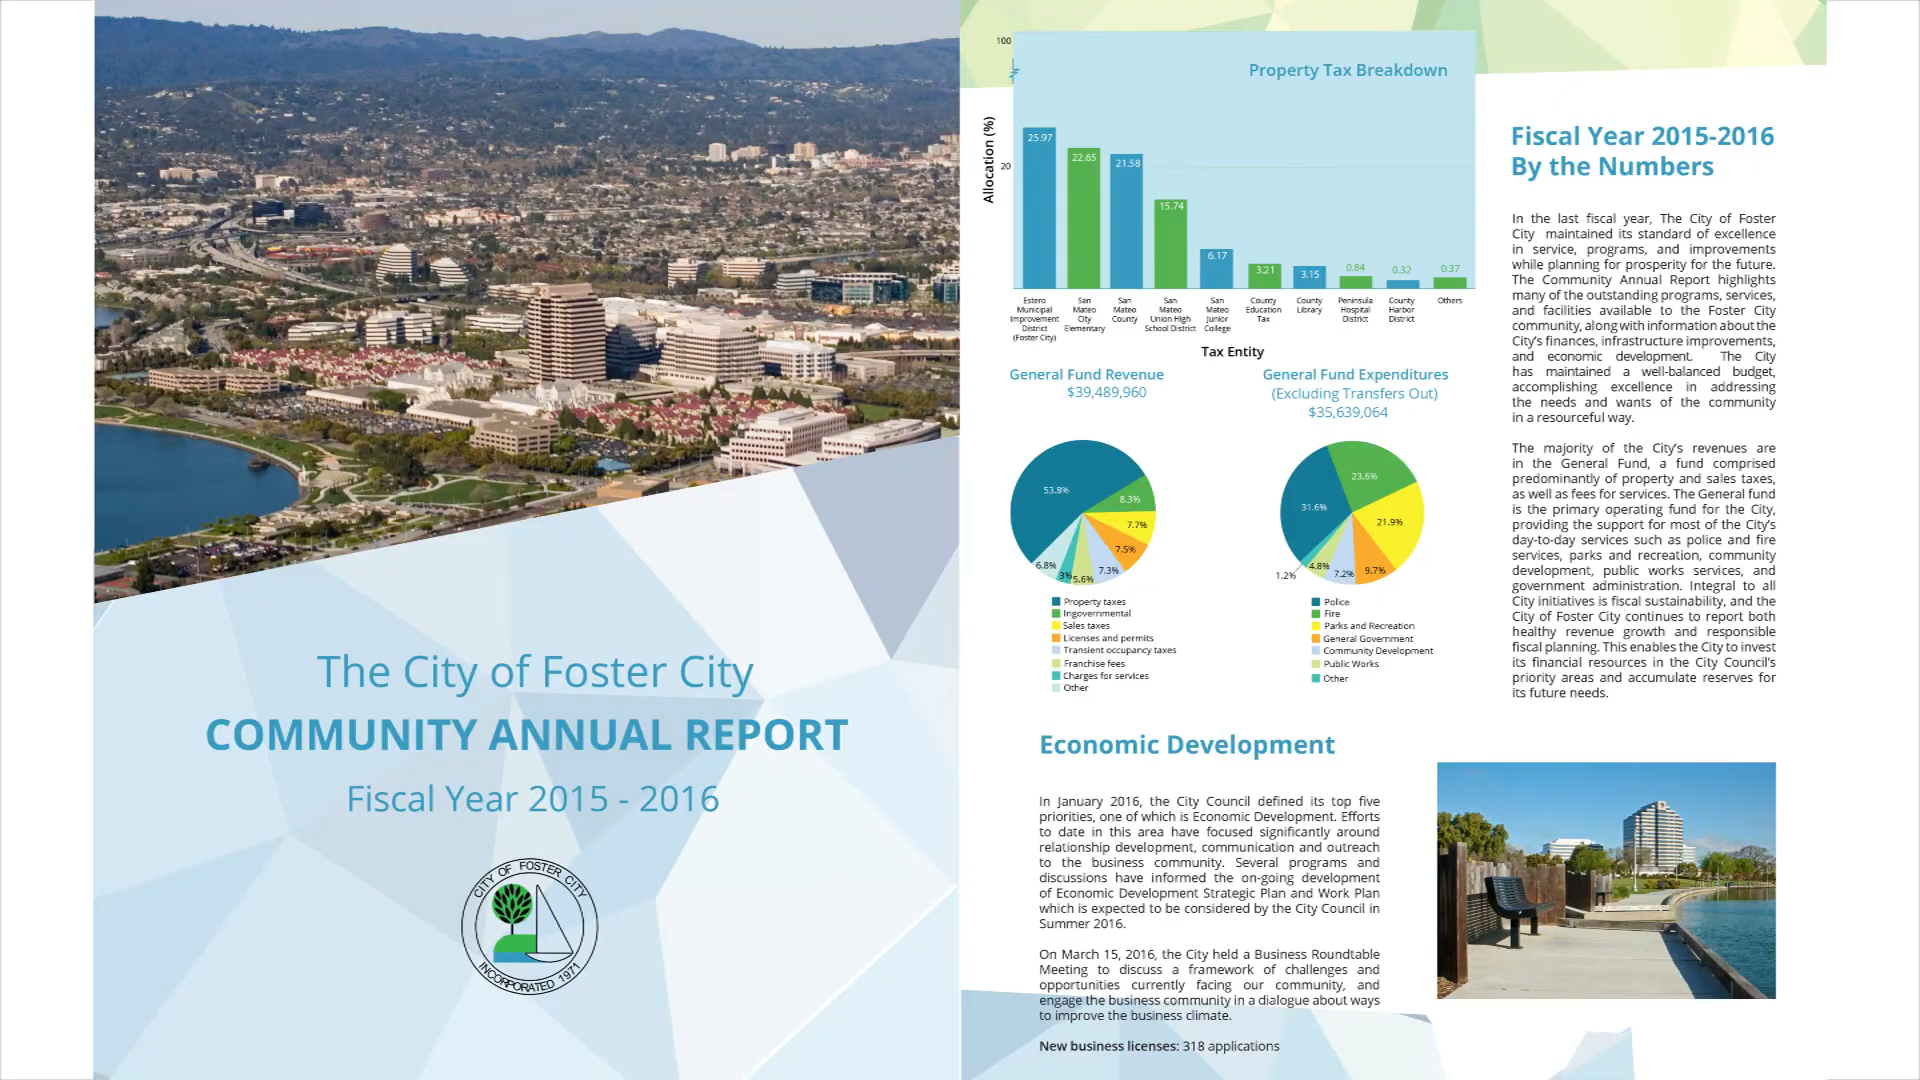 The City of Foster City
COMMUNITY ANNUAL REPORT
Fiscal Year 2015 - 2016
CITY OF FOSTER CITY
INCORPORATED 1971
Property Tax Breakdown
Allocation (%)
100
20
25.97
22.65
21.58
15.74
6.17
3.21
3.15
0.84
0.32
0.37
Estero
Municipal
Improvement
District
(Foster City)
San
Mateo
City
Elementary
San
Mateo
County
San
Mateo
Union High
School District
San
Mateo
Junior
College
County
Education
Tax
County
Library
Peninsula
Hospital
District
County
Harbor
District
Others
Tax Entity
General Fund Revenue
$39,489,960
53.8%
8.3%
7.7%
7.5%
7.3%
5.6%
3%
6.8%
Property taxes
Ingovernmental
Sales taxes
Licenses and permits
Transient occupancy taxes
Franchise fees
Charges for services
Other
General Fund Expenditures
(Excluding Transfers Out)
$35,639,064
31.6%
23.6%
21.9%
9.7%
7.2%
4.8%
1.2%
Police
Fire
Parks and Recreation
General Government
Community Development
Public Works
Other
Fiscal Year 2015-2016
By the Numbers
In the last fiscal year, The City of Foster
City maintained its standard of excellence
in service, programs, and improvements
while planning for prosperity for the future.
The Community Annual Report highlights
many of the outstanding programs, services,
and facilities available to the Foster City
community, along with information about the
City's finances, infrastructure improvements,
and economic development. The City
has maintained a well-balanced budget,
accomplishing excellence in addressing
the needs and wants of the community
in a resourceful way.
The majority of the City's revenues are
in the General Fund, a fund comprised
predominantly of property and sales taxes,
as well as fees for services. The General fund
is the primary operating fund for the City,
providing the support for most of the City's
day-to-day services such as police and fire
services, parks and recreation, community
development, public works services, and
government administration. Integral to all
City initiatives is fiscal sustainability, and the
City of Foster City continues to report both
healthy revenue growth and responsible
fiscal planning. This enables the City to invest
its financial resources in the City Council's
priority areas and accumulate reserves for
its future needs.
Economic Development
In January 2016, the City Council defined its top five
priorities, one of which is Economic Development. Efforts
to date in this area have focused significantly around
relationship development, communication and outreach
to the business community. Several programs and
discussions have informed the on-going development
of Economic Development Strategic Plan and Work Plan
which is expected to be considered by the City Council in
Summer 2016.
On March 15, 2016, the City held a Business Roundtable
Meeting to discuss a framework of challenges and
opportunities currently facing our community, and
engage the business community in a dialogue about ways
to improve the business climate.
New business licenses: 318 applications